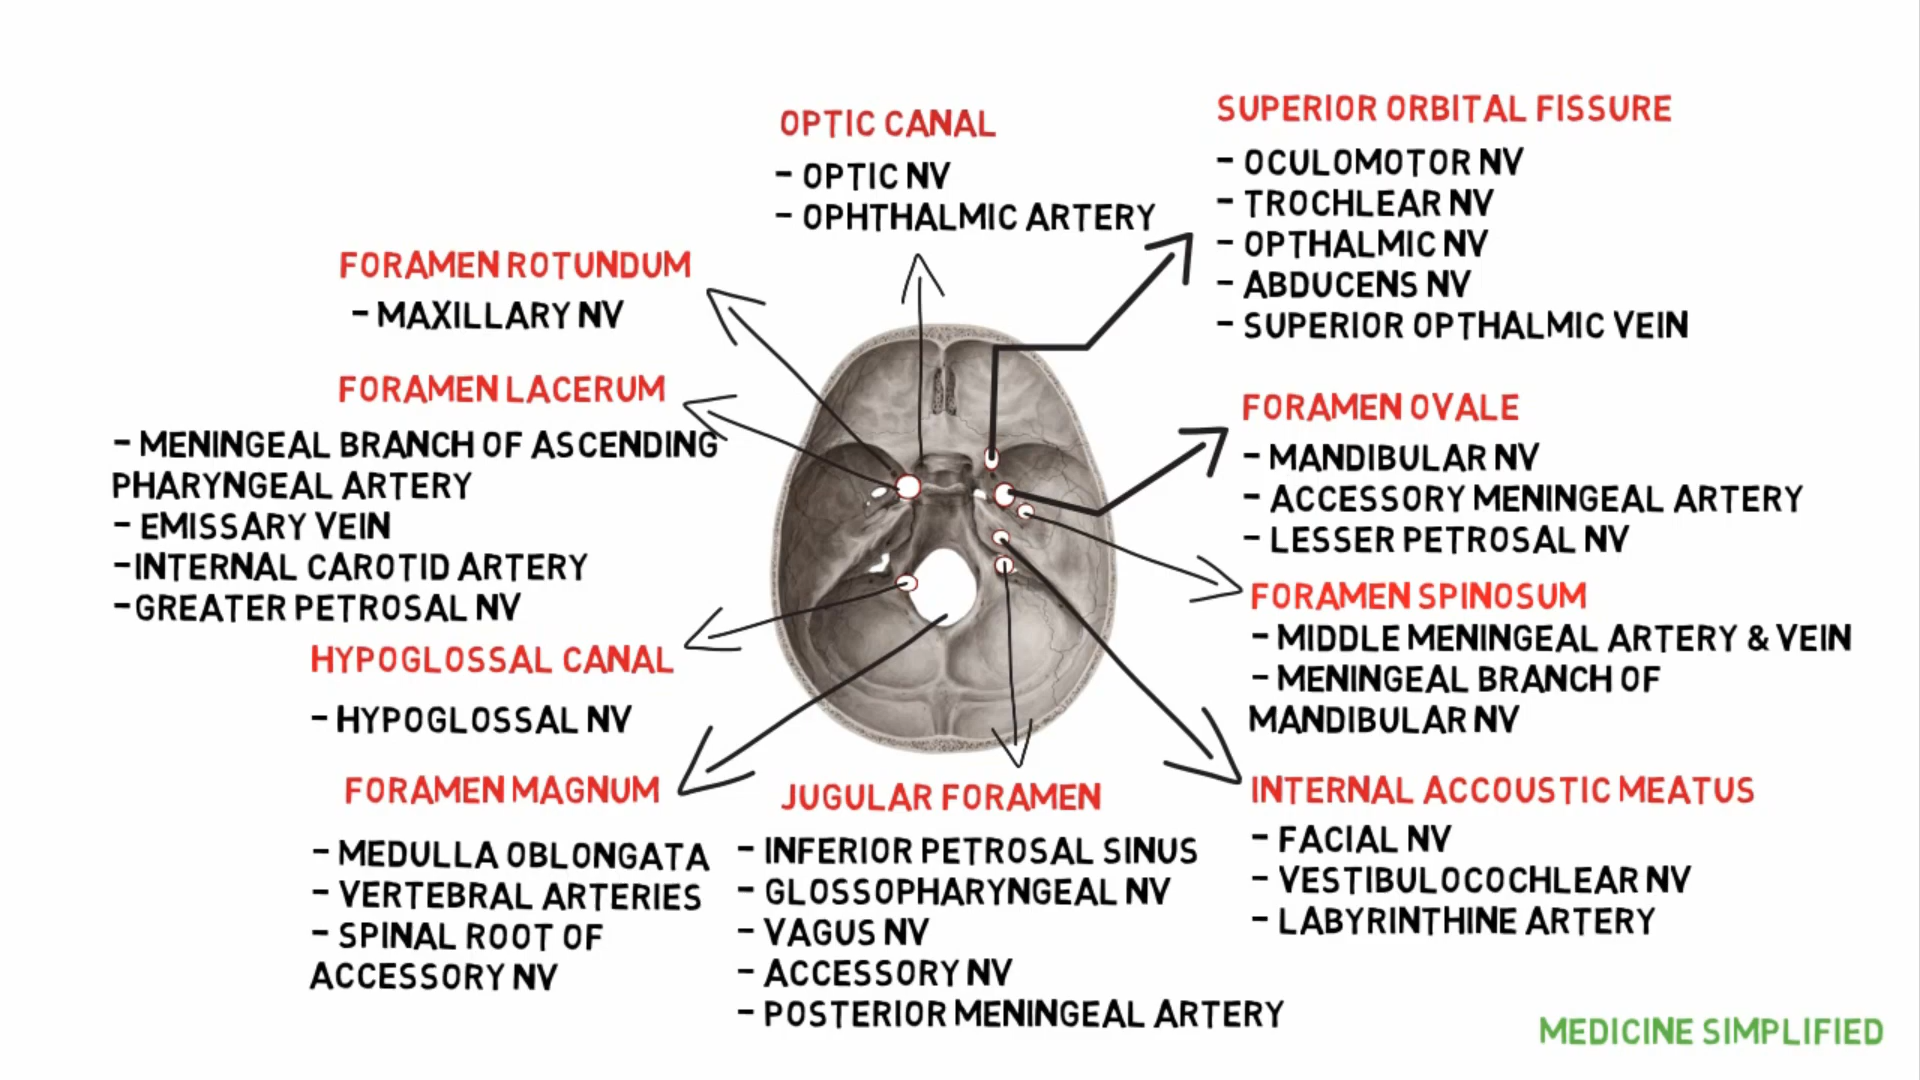 OPTIC CANAL
- OPTIC NV
- OPHTHALMIC ARTERY
SUPERIOR ORBITAL FISSURE
- OCULOMOTOR NV
- TROCHLEAR NV
- OPTHALMIC NV
- ABDUCENS NV
- SUPERIOR OPTHALMIC VEIN
FORAMEN ROTUNDUM
- MAXILLARY NV
FORAMEN LACERUM
- MENINGEAL BRANCH OF ASCENDING
PHARYNGEAL ARTERY
- EMISSARY VEIN
-INTERNAL CAROTID ARTERY
-GREATER PETROSAL NV
FORAMEN OVALE
- MANDIBULAR NV
- ACCESSORY MENINGEAL ARTERY
- LESSER PETROSAL NV
FORAMEN SPINOSUM
- MIDDLE MENINGEAL ARTERY & VEIN
- MENINGEAL BRANCH OF
MANDIBULAR NV
HYPOGLOSSAL CANAL
- HYPOGLOSSAL NV
FORAMEN MAGNUM
- MEDULLA OBLONGATA
- VERTEBRAL ARTERIES
- SPINAL ROOT OF
ACCESSORY NV
JUGULAR FORAMEN
- INFERIOR PETROSAL SINUS
- GLOSSOPHARYNGEAL NV
- VAGUS NV
- ACCESSORY NV
- POSTERIOR MENINGEAL ARTERY
INTERNAL ACCOUSTIC MEATUS
- FACIAL NV
- VESTIBULOCOCHLEAR NV
- LABYRINTHINE ARTERY
MEDICINE SIMPLIFIED